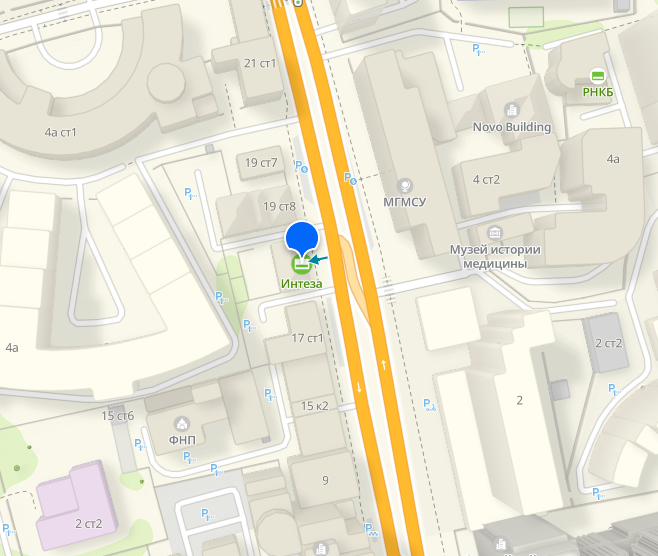 21 ст1
РНКБ
Novo Building
4а ст1
19 ст7
4 ст2
4а
19 ст8
МГМСУ
Музей истории
медицины
Интеза
17 ст1
2 ст2
4а
2
15 к2
15 ст6
ФНП
9
2 ст2